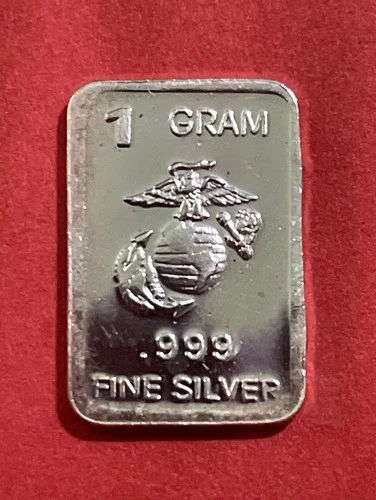 1 GRAM
.999
FINE SILVER